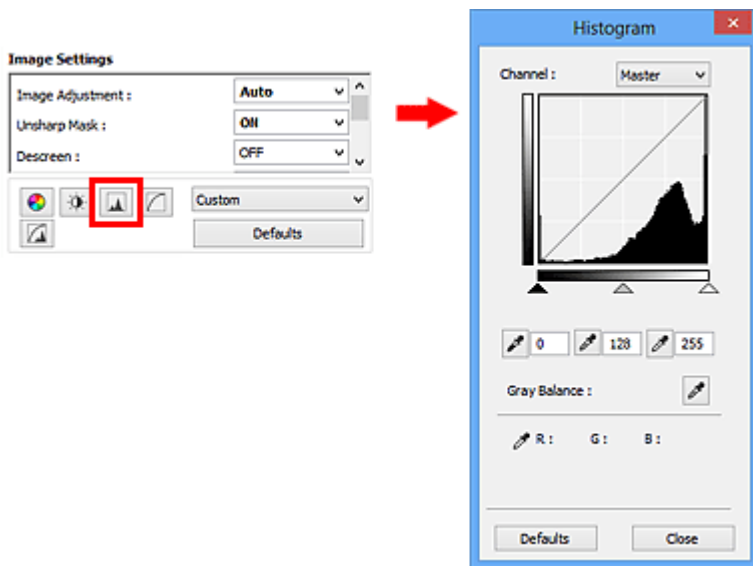 Image Settings
Image Adjustment : Auto
Unsharp Mask : ON
Descreen : OFF
Custom
Defaults
Histogram
Channel : Master
0 128 255
Gray Balance :
R : G : B :
Defaults Close